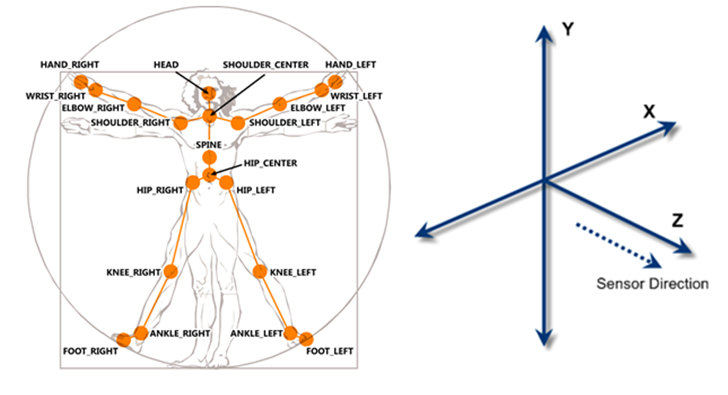 HAND_RIGHT
HEAD
SHOULDER_CENTER
HAND_LEFT
WRIST_RIGHT
WRIST_LEFT
ELBOW_RIGHT
ELBOW_LEFT
SHOULDER_RIGHT
SHOULDER_LEFT
SPINE
HIP_CENTER
HIP_RIGHT
HIP_LEFT
KNEE_RIGHT
KNEE_LEFT
ANKLE_RIGHT
ANKLE_LEFT
FOOT_RIGHT
FOOT_LEFT
Y
X
Z
Sensor Direction